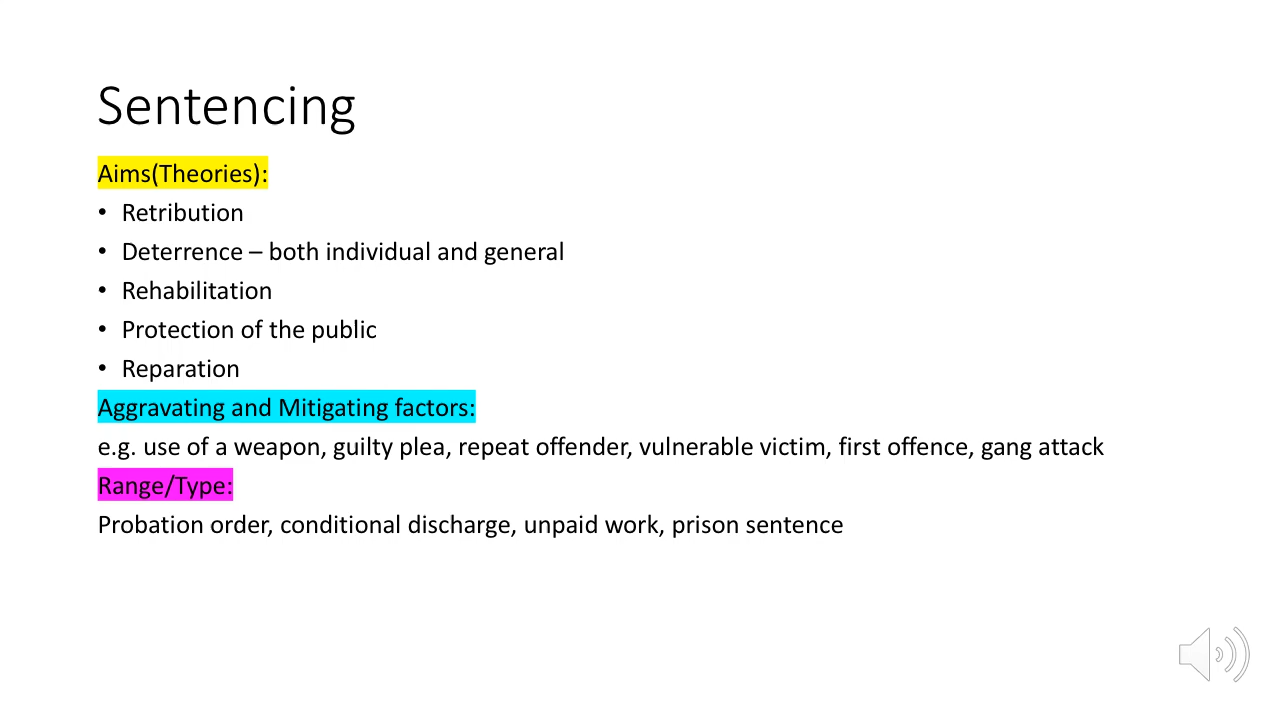 Sentencing
Aims(Theories):
• Retribution
• Deterrence – both individual and general
• Rehabilitation
• Protection of the public
• Reparation
Aggravating and Mitigating factors:
e.g. use of a weapon, guilty plea, repeat offender, vulnerable victim, first offence, gang attack
Range/Type:
Probation order, conditional discharge, unpaid work, prison sentence